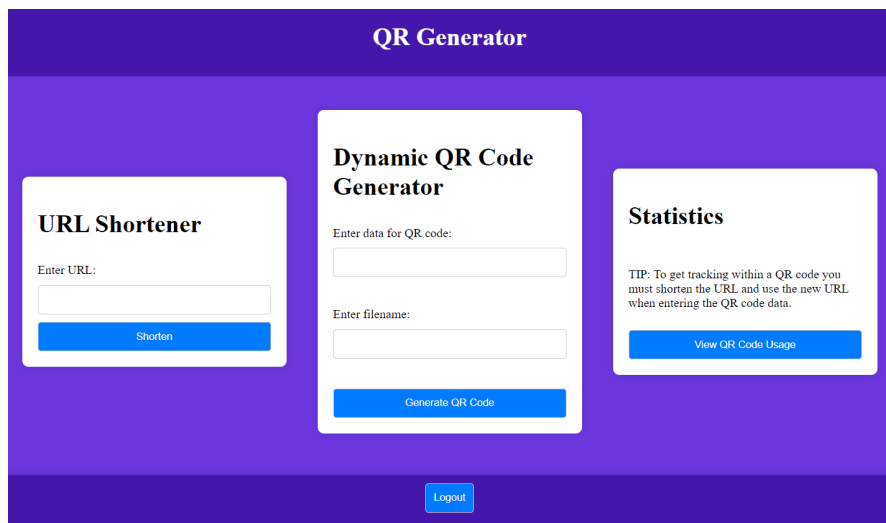 QR Generator
URL Shortener
Enter URL:
Shorten
Dynamic QR Code
Generator
Enter data for QR code:
Enter filename:
Generate QR Code
Statistics
TIP: To get tracking within a QR code you
must shorten the URL and use the new URL
when entering the QR code data.
View QR Code Usage
Logout